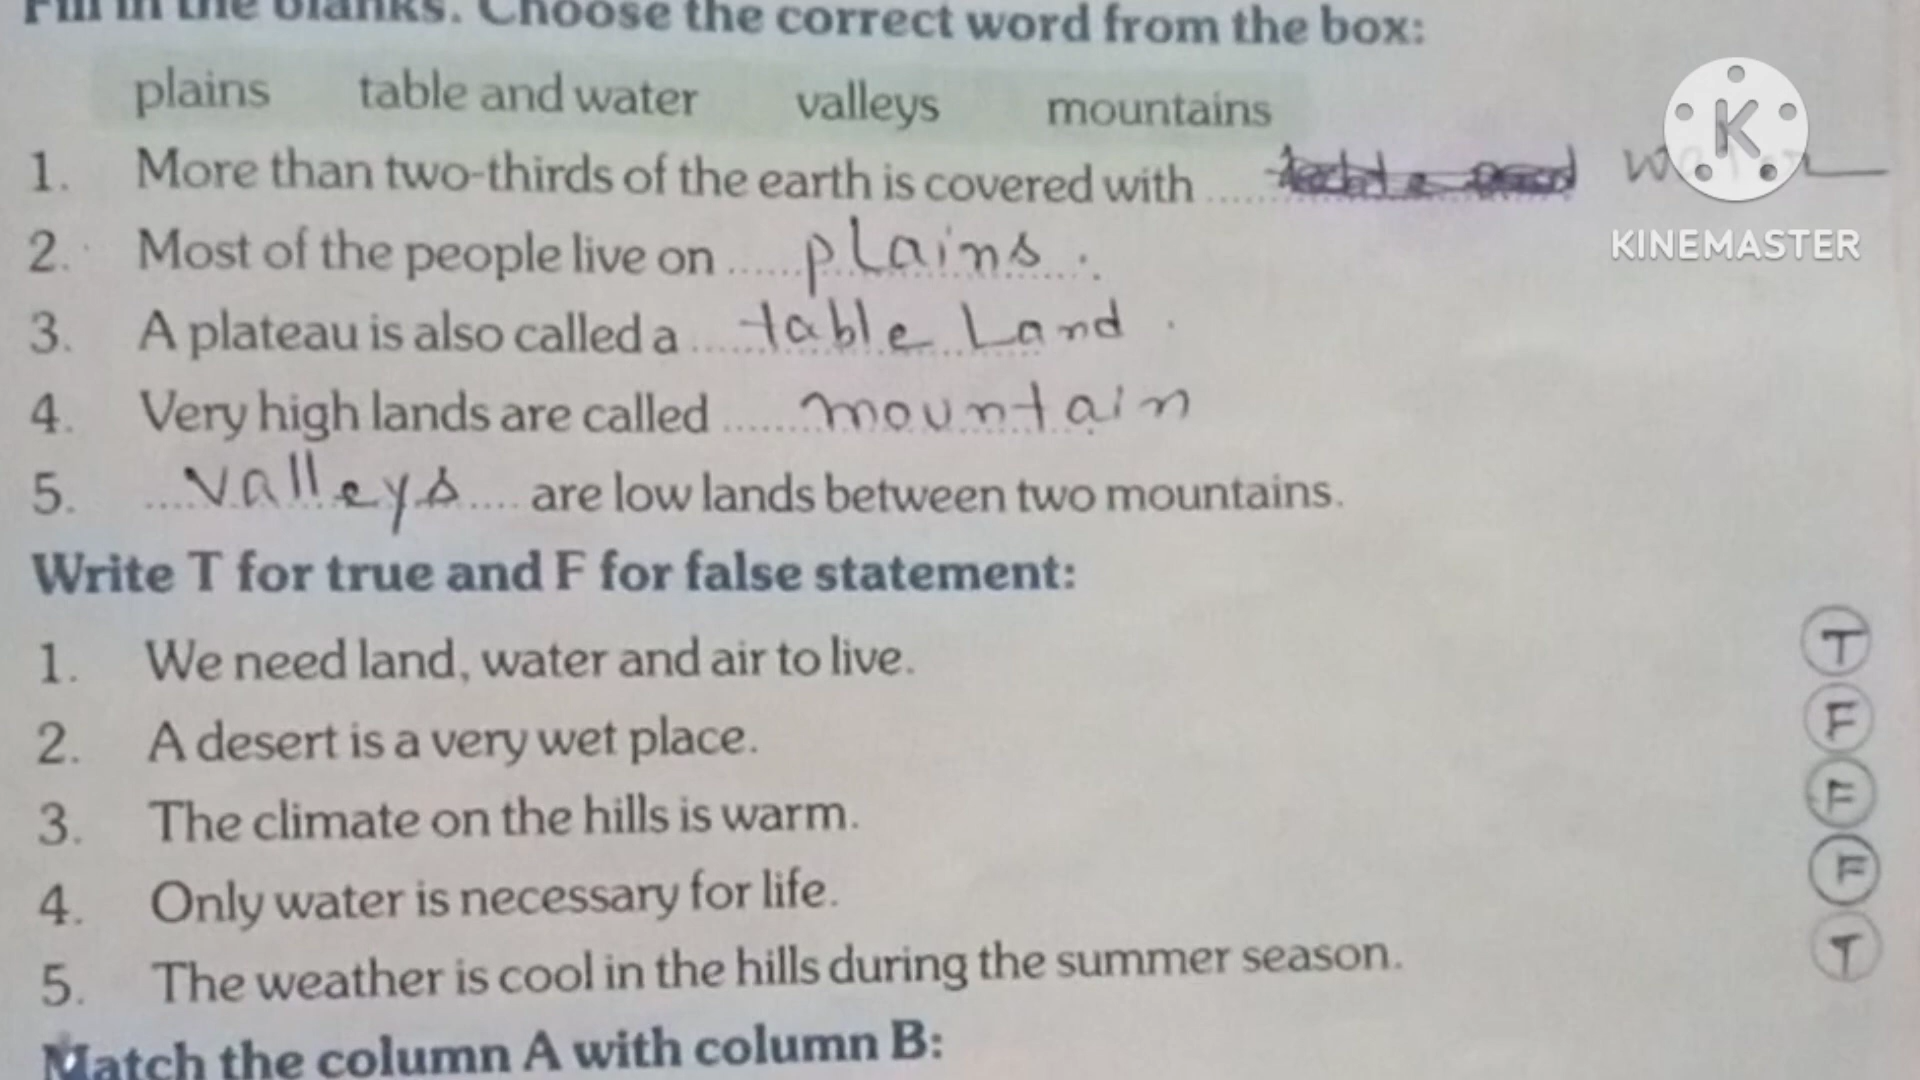 Fill in the blanks. Choose the correct word from the box:
plains table and water valleys mountains
1. More than two-thirds of the earth is covered with ........ water
K
KINEMASTER
2. Most of the people live on ...... plains .
3. A plateau is also called a ...... table Land .
4. Very high lands are called ...... mountain
5. .... valleys .... are low lands between two mountains.
Write T for true and F for false statement:
1. We need land, water and air to live. T
2. A desert is a very wet place. F
3. The climate on the hills is warm. F
4. Only water is necessary for life. F
5. The weather is cool in the hills during the summer season. T
Match the column A with column B: